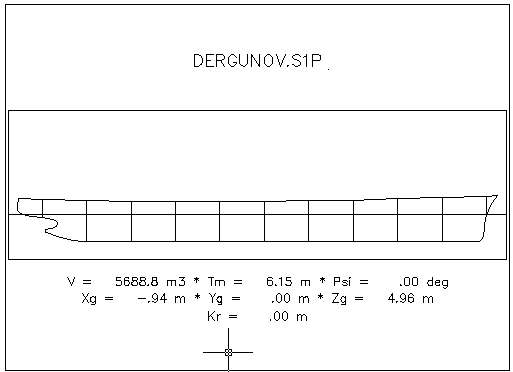 DERGUNOV.S1P .
V = 5688.8 m3 * Tm = 6.15 m * Psi = .00 deg
Xg = -.94 m * Yg = .00 m * Zg = 4.96 m
Kr = .00 m